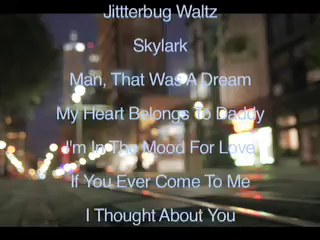 Jittterbug Waltz
Skylark
Man, That Was A Dream
My Heart Belongs To Daddy
I'm In The Mood For Love
If You Ever Come To Me
I Thought About You